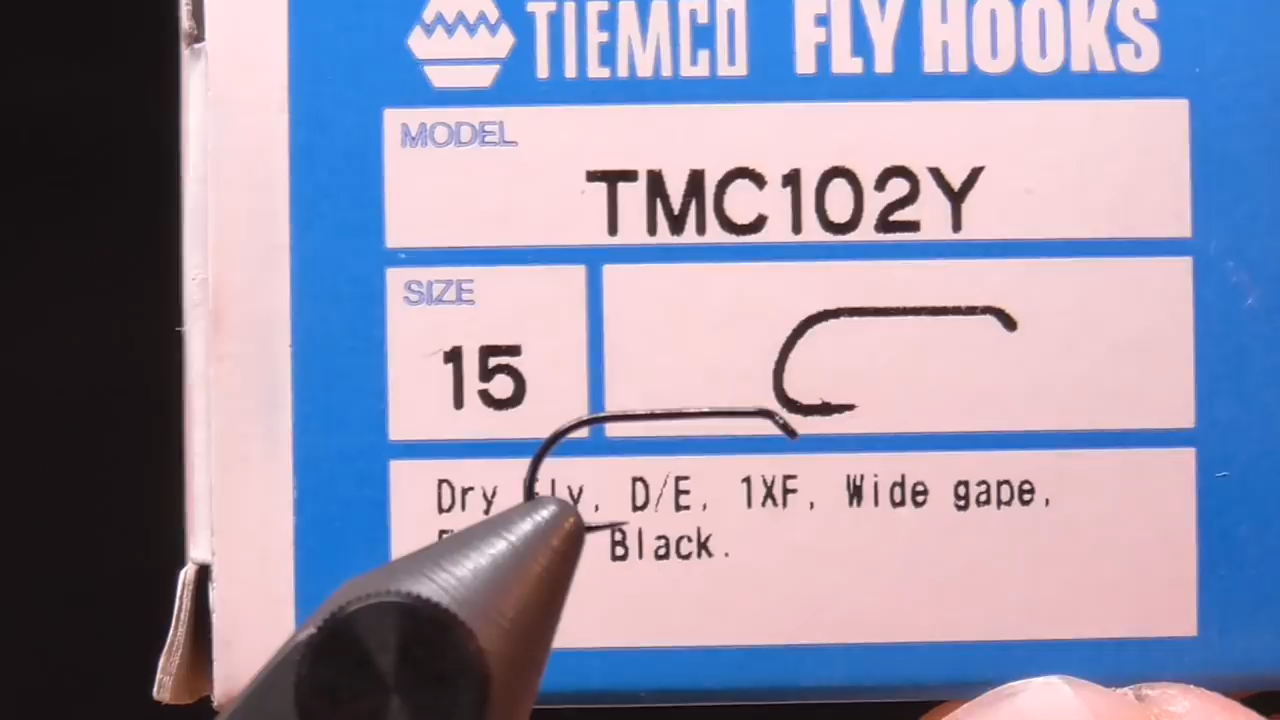 TIEMCO FLY HOOKS
MODEL
TMC102Y
SIZE
15
Dry D/E, 1XF, Wide gape,
Black.